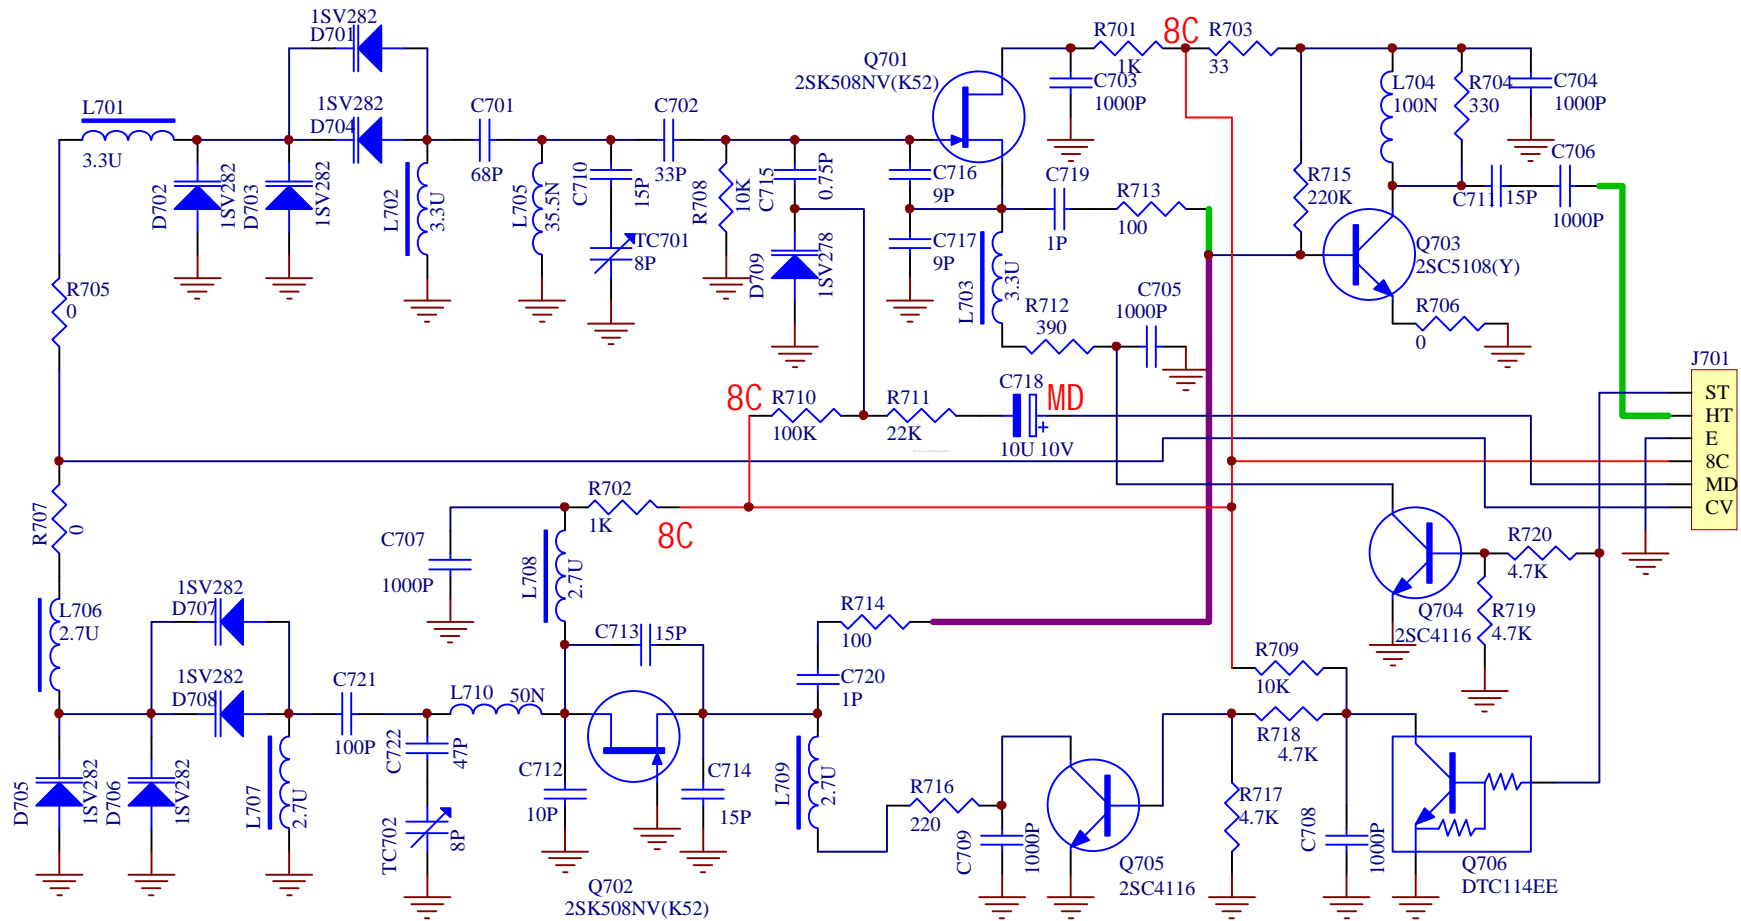 1SV282
D701
Q701
2SK508NV(K52)
R701
1K
8C
R703
33
L701
3.3U
1SV282
D704
C701
68P
C702
33P
C703
1000P
L704
100N
R704
330
C704
1000P
D702
1SV282
D703
1SV282
L702
3.3U
L705
35.5N
C710
15P
TC701
8P
R708
10K
C715
0.75P
D709
1SV278
C716
9P
C717
9P
C719
1P
R713
100
R715
220K
C711
15P
C706
1000P
Q703
2SC5108(Y)
R705
0
L703
3.3U
R712
390
C705
1000P
R706
0
J701
ST
HT
E
8C
MD
CV
8C
R710
100K
R711
22K
C718
+
10U 10V
MD
R707
0
R702
1K
8C
C707
1000P
L708
2.7U
R720
4.7K
Q704
2SC4116
R719
4.7K
L706
2.7U
1SV282
D707
C713
15P
R714
100
1SV282
D708
C721
100P
L710
50N
C720
1P
R709
10K
R718
4.7K
D705
1SV282
D706
1SV282
L707
2.7U
C722
47P
TC702
8P
C712
10P
C714
15P
L709
2.7U
R716
220
C709
1000P
R717
4.7K
C708
1000P
Q702
2SK508NV(K52)
Q705
2SC4116
Q706
DTC114EE